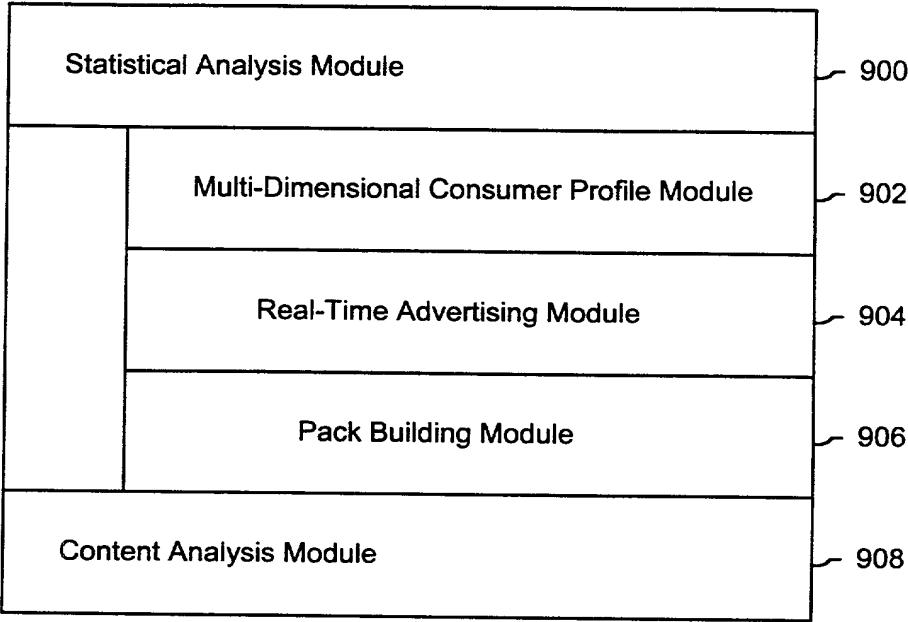 Statistical Analysis Module 900
Multi-Dimensional Consumer Profile Module 902
Real-Time Advertising Module 904
Pack Building Module 906
Content Analysis Module 908